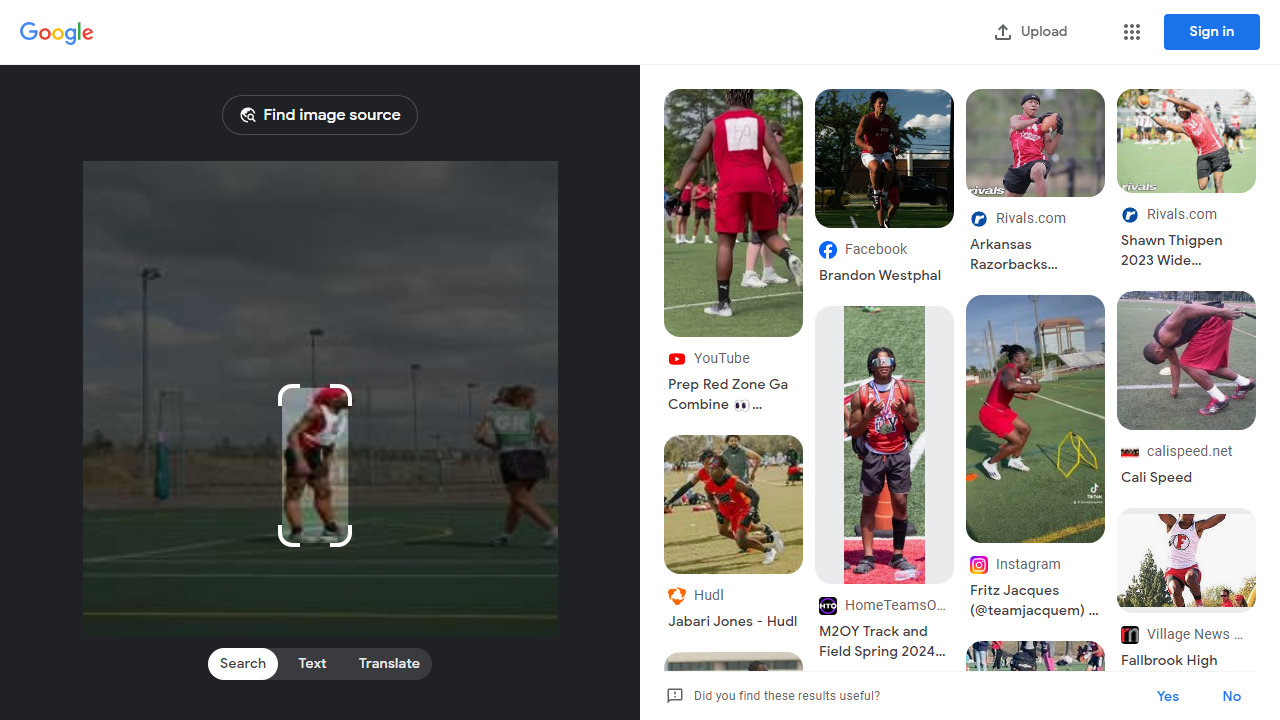 Google
Upload
Sign in
Find image source
GK
Search
Text
Translate
59
YouTube
Prep Red Zone Ga
Combine 👀 ...
Hudl
Jabari Jones - Hudl
Facebook
Brandon Westphal
HTO
HomeTeamsO...
M2OY Track and
Field Spring 2024...
rivals
Rivals.com
Arkansas
Razorbacks...
TikTok
Instagram
Fritz Jacques
(@teamjacquem) ...
rivals
Rivals.com
Shawn Thigpen
2023 Wide...
calispeed.net
Cali Speed
F
Village News ...
Fallbrook High
Did you find these results useful?
Yes
No